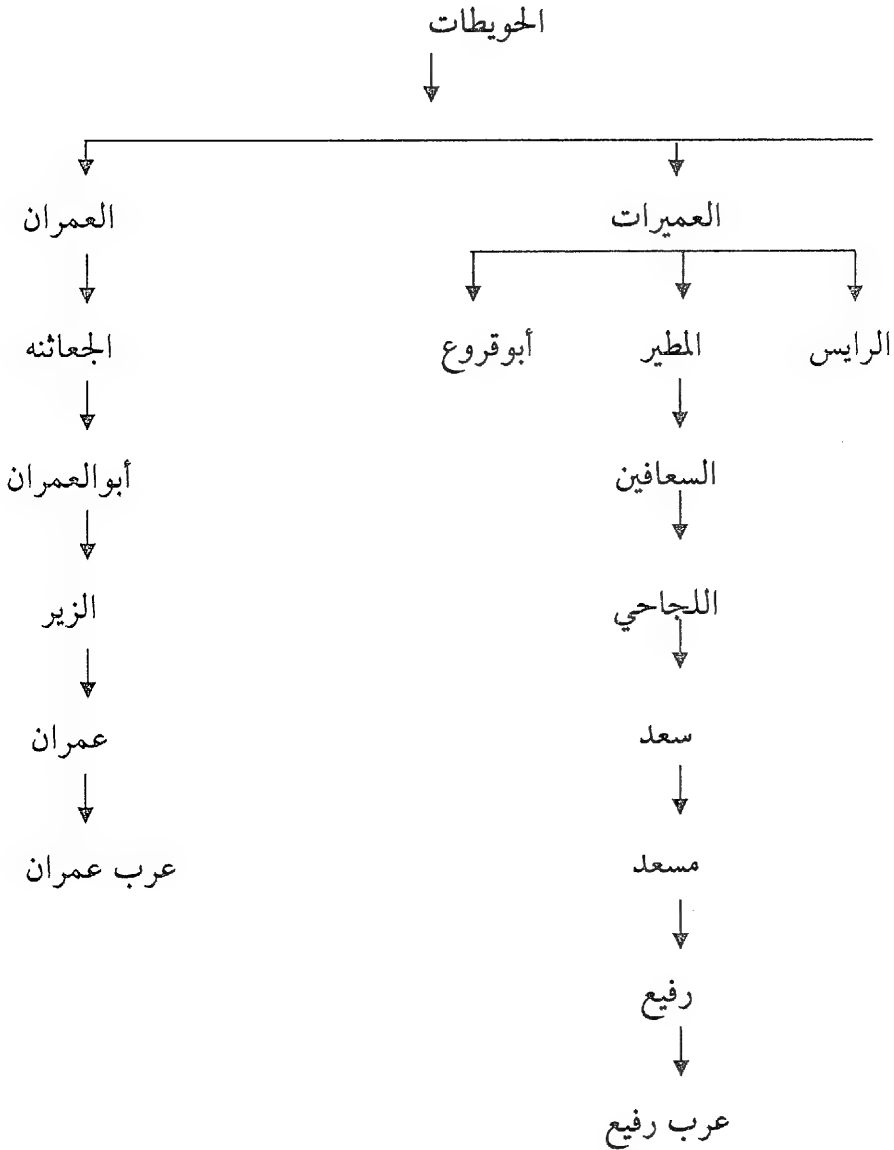 الحويطات
العميرات العمران
الرايس المطير أبوقروع الجعاثنه
السعافين أبوالعمران
اللجاحي الزير
سعد عمران
مسعد عرب عمران
رفيع
عرب رفيع